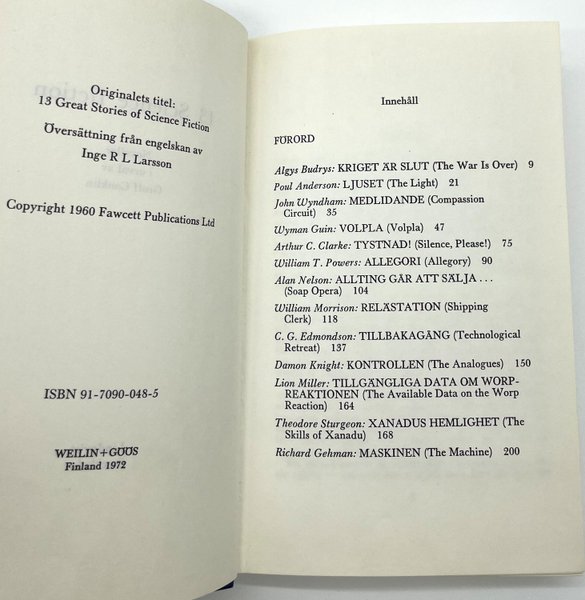 Originalets titel:
13 Great Stories of Science Fiction
Översättning från engelskan av
Inge R L Larsson
Copyright 1960 Fawcett Publications Ltd
ISBN 91-7090-048-5
WEILIN+GÖÖS
Finland 1972
Innehåll
FÖRORD
Algys Budrys: KRIGET ÄR SLUT (The War Is Over) 9
Poul Anderson: LJUSET (The Light) 21
John Wyndham: MEDLIDANDE (Compassion
Circuit) 35
Wyman Guin: VOLPLA (Volpla) 47
Arthur C. Clarke: TYSTNAD! (Silence, Please!) 75
William T. Powers: ALLEGORI (Allegory) 90
Alan Nelson: ALLTING GÅR ATT SÄLJA...
(Soap Opera) 104
William Morrison: RELÄSTATION (Shipping
Clerk) 118
C. G. Edmondson: TILLBAKAGÅNG (Technological
Retreat) 137
Damon Knight: KONTROLLEN (The Analogues) 150
Lion Miller: TILLGÄNGLIGA DATA OM WORP-
REAKTIONEN (The Available Data on the Worp
Reaction) 164
Theodore Sturgeon: XANADUS HEMLIGHET (The
Skills of Xanadu) 168
Richard Gehman: MASKINEN (The Machine) 200